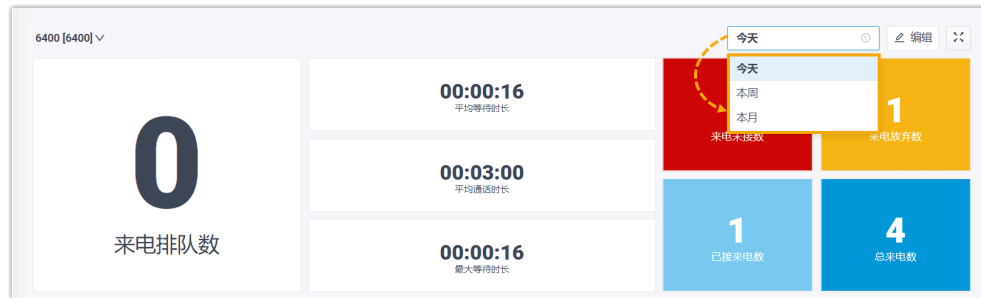 6400 [6400]
今天
编辑
今天
本周
本月
0
来电排队数
00:00:16
平均等待时长
00:03:00
平均通话时长
00:00:16
最大等待时长
来电未接数
1
来电放弃数
1
已接来电数
4
总来电数